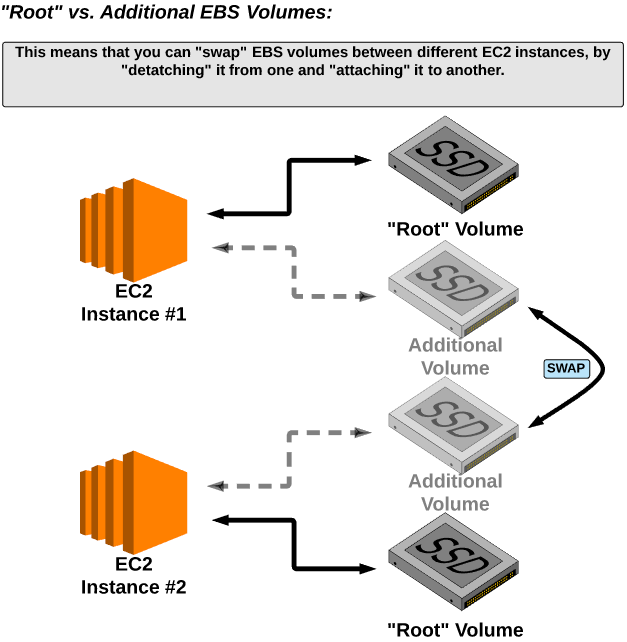 "Root" vs. Additional EBS Volumes:
This means that you can "swap" EBS volumes between different EC2 instances, by
"detatching" it from one and "attaching" it to another.
SSD
"Root" Volume
EC2
Instance #1
SSD
Additional
Volume
SWAP
SSD
Additional
Volume
EC2
Instance #2
SSD
"Root" Volume